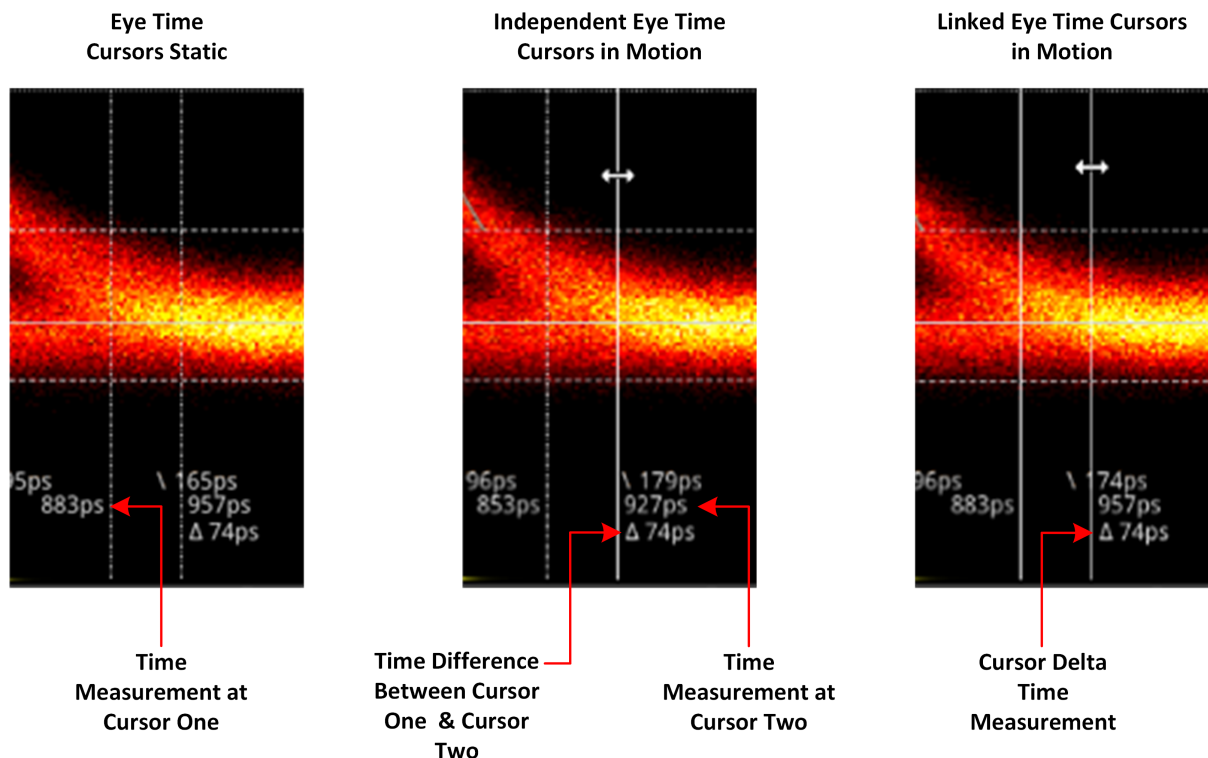 Eye Time
Cursors Static
Independent Eye Time
Cursors in Motion
Linked Eye Time Cursors
in Motion
95ps \ 165ps
883ps 957ps
Δ 74ps
96ps \ 179ps
853ps 927ps
Δ 74ps
96ps \ 174ps
883ps 957ps
Δ 74ps
Time
Measurement at
Cursor One
Time Difference
Between Cursor
One & Cursor
Two
Time
Measurement at
Cursor Two
Cursor Delta
Time
Measurement